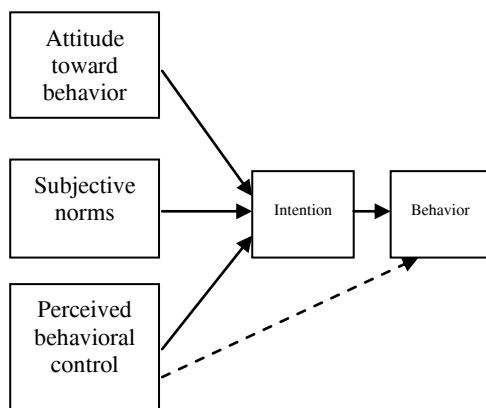 Attitude
toward
behavior
Subjective
norms
Intention
Behavior
Perceived
behavioral
control